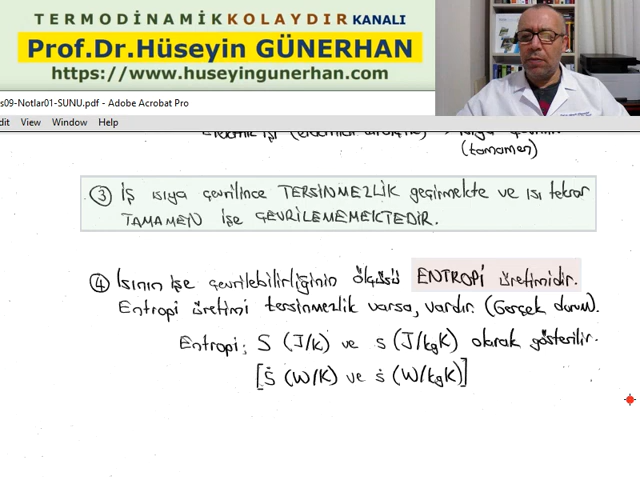 TERMODİNAMİKKOLAYDIR KANALI
Prof.Dr.Hüseyin GÜNERHAN
https://www.huseyingunerhan.com
s09-Notlar01-SUNU.pdf - Adobe Acrobat Pro
dit View Window Help
(tamamen)
③ İş ısıya çevrilince TERSİNMEZLİK geçirmekte ve ısı tekrar
TAMAMEN işe ÇEVRİLEMEMEKTEDİR.
④ Isının işe çevrilebilirliğinin ölçüsü ENTROPİ üretimidir.
Entropi üretimi tersinmezlik varsa, vardır. (Gerçek durum).
Entropi; S (J/K) ve s (J/kgK) olarak gösterilir.
[Ṡ (W/K) ve ṡ (W/kgK)]